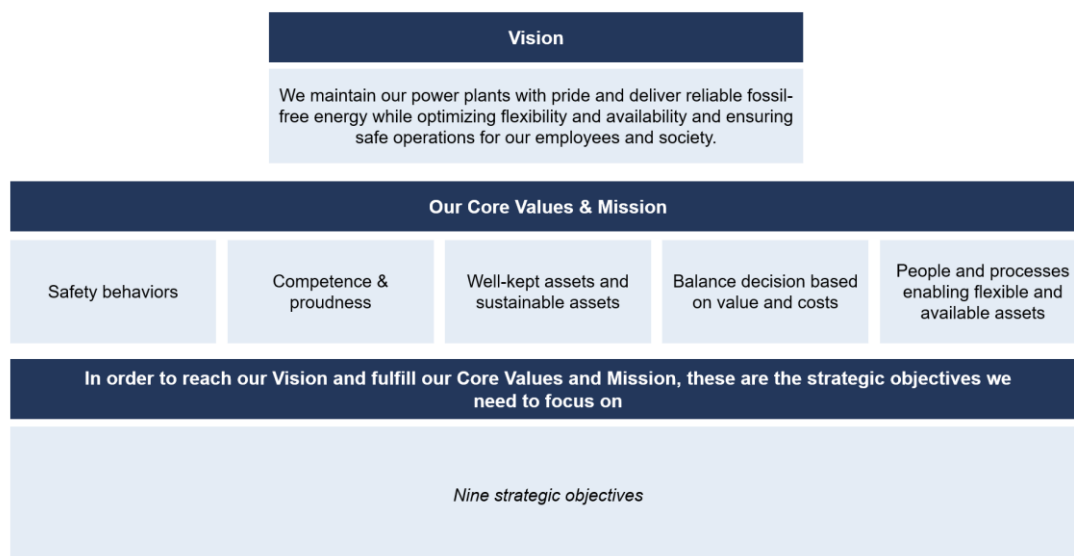 Vision
We maintain our power plants with pride and deliver reliable fossil-
free energy while optimizing flexibility and availability and ensuring
safe operations for our employees and society.
Our Core Values & Mission
Safety behaviors
Competence &
proudness
Well-kept assets and
sustainable assets
Balance decision based
on value and costs
People and processes
enabling flexible and
available assets
In order to reach our Vision and fulfill our Core Values and Mission, these are the strategic objectives we
need to focus on
Nine strategic objectives